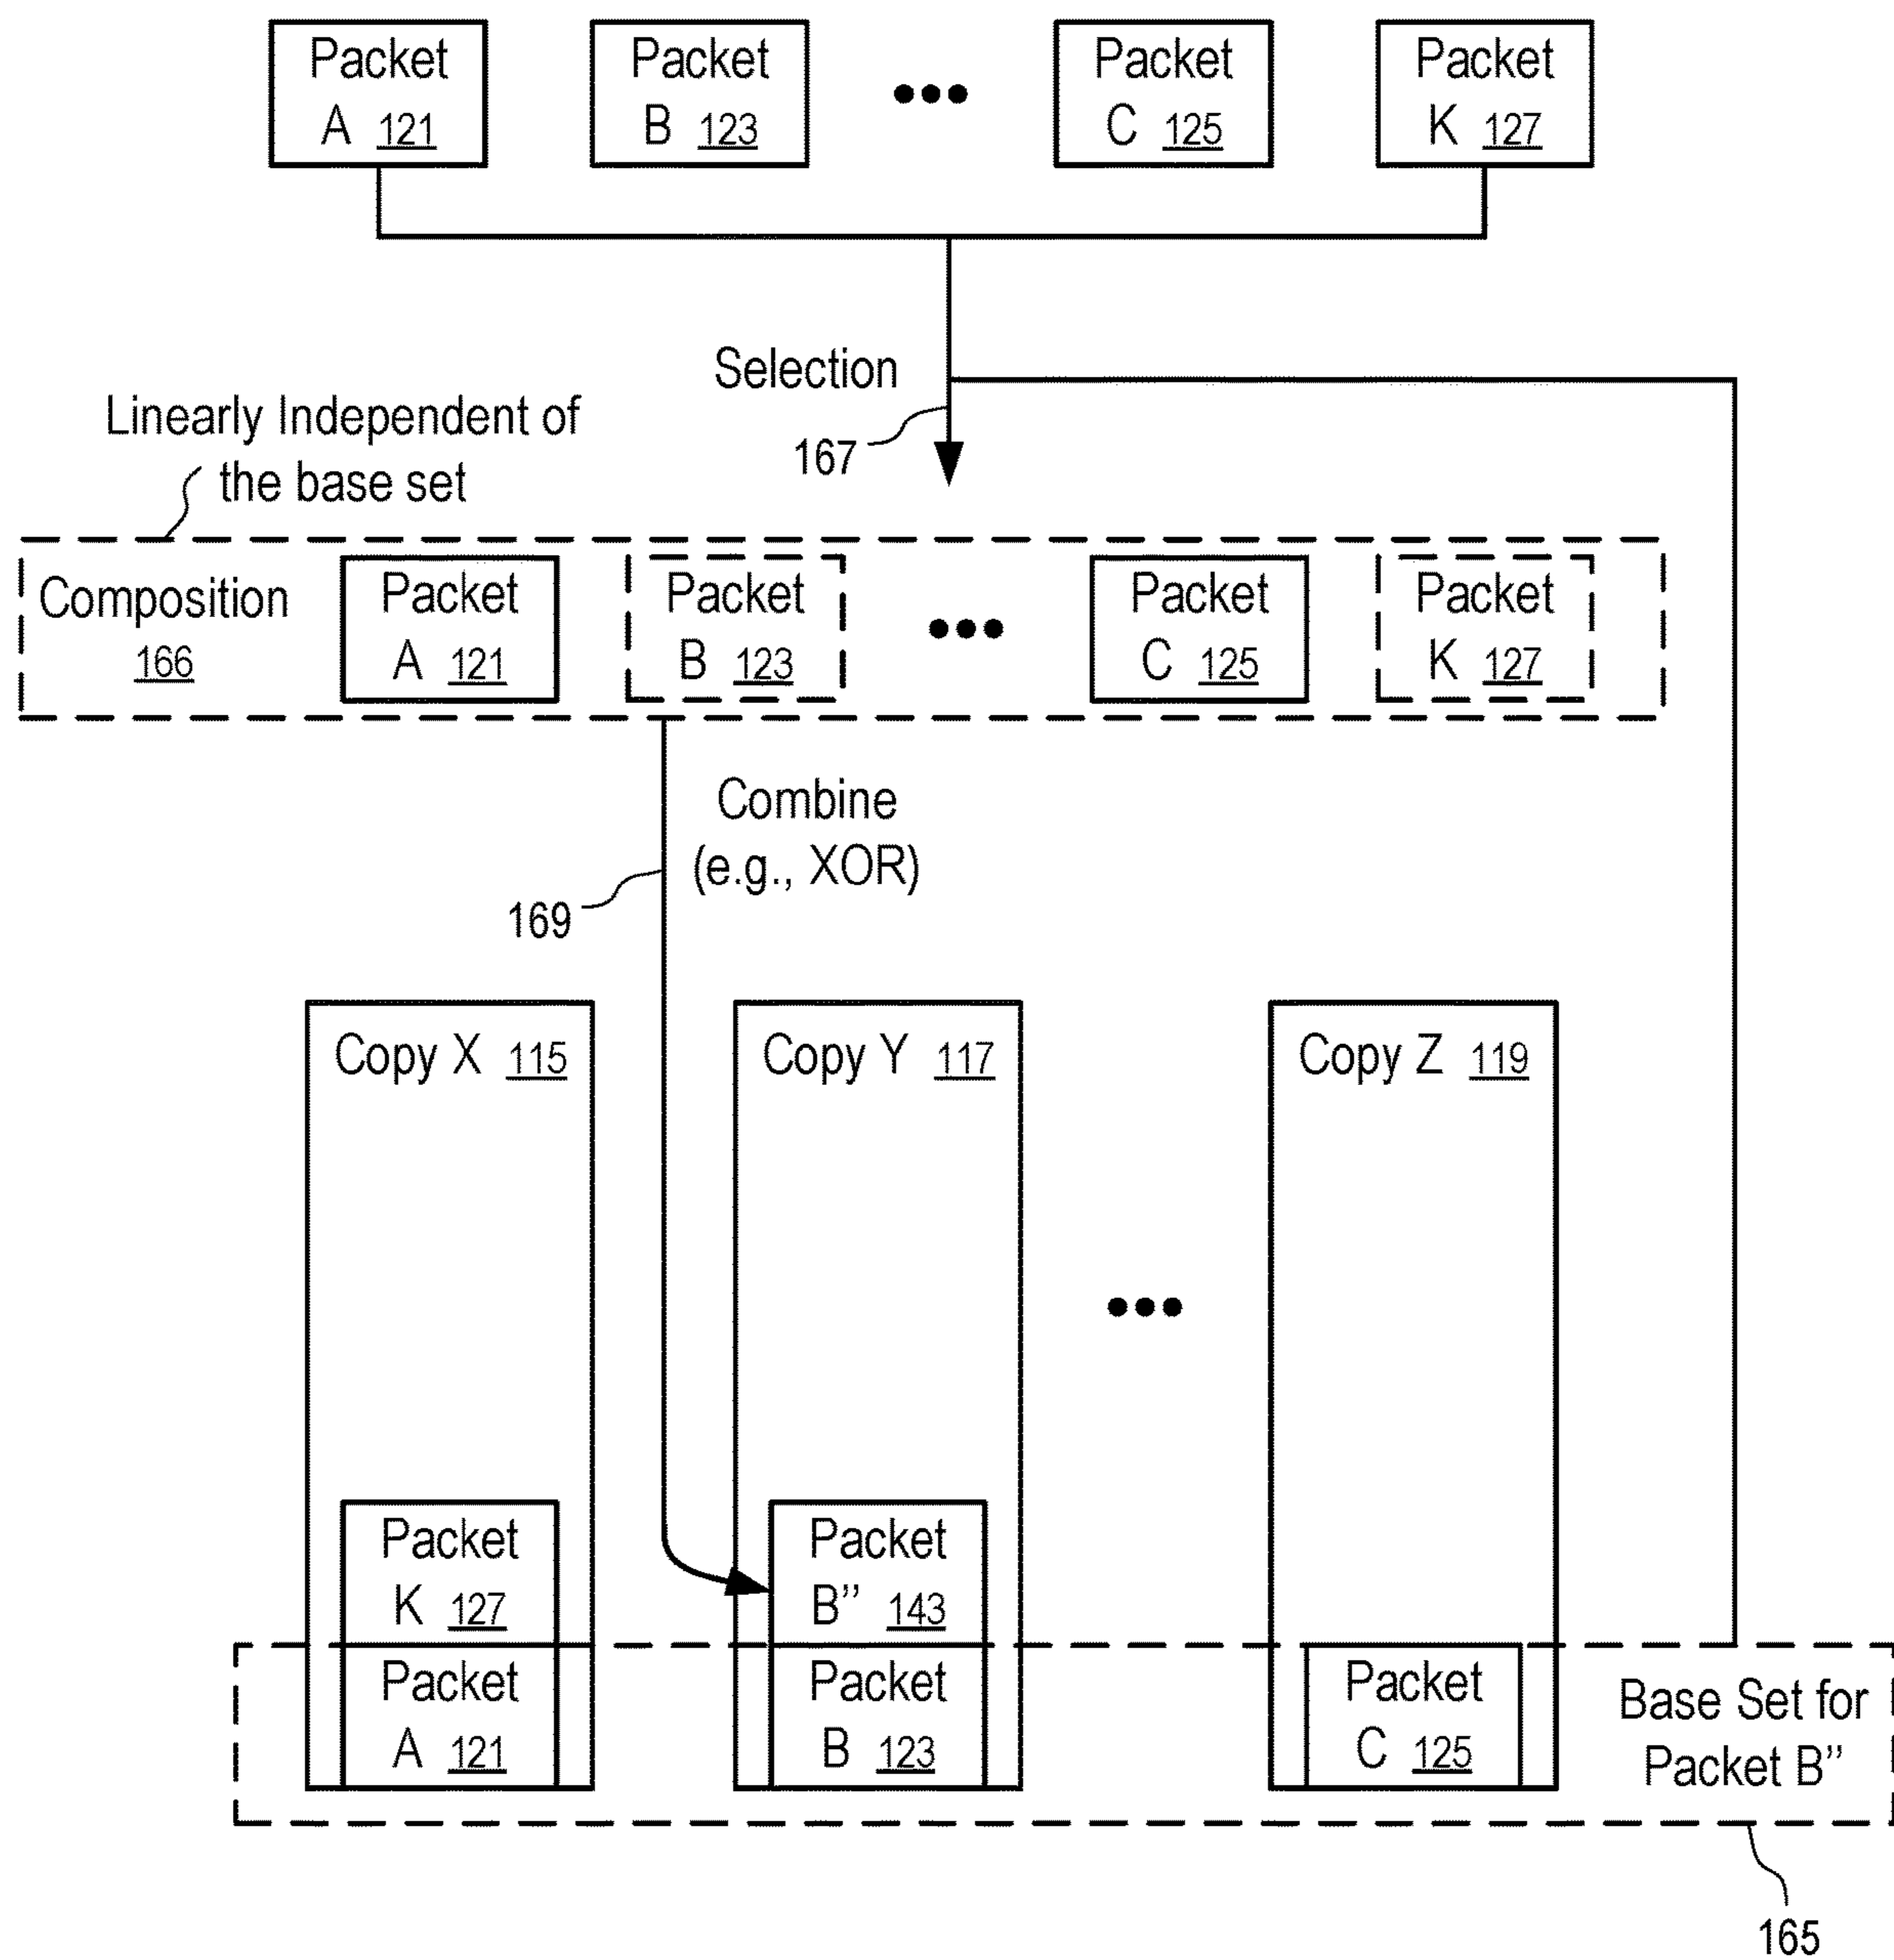 Packet
A 121
Packet
B 123
•••
Packet
C 125
Packet
K 127
Selection
167
Linearly Independent of
the base set
Composition
166
Packet
A 121
Packet
B 123
•••
Packet
C 125
Packet
K 127
Combine
(e.g., XOR)
169
Copy X 115
Copy Y 117
Copy Z 119
•••
Packet
K 127
Packet
B’’ 143
Packet
A 121
Packet
B 123
Packet
C 125
Base Set for
Packet B’’
165